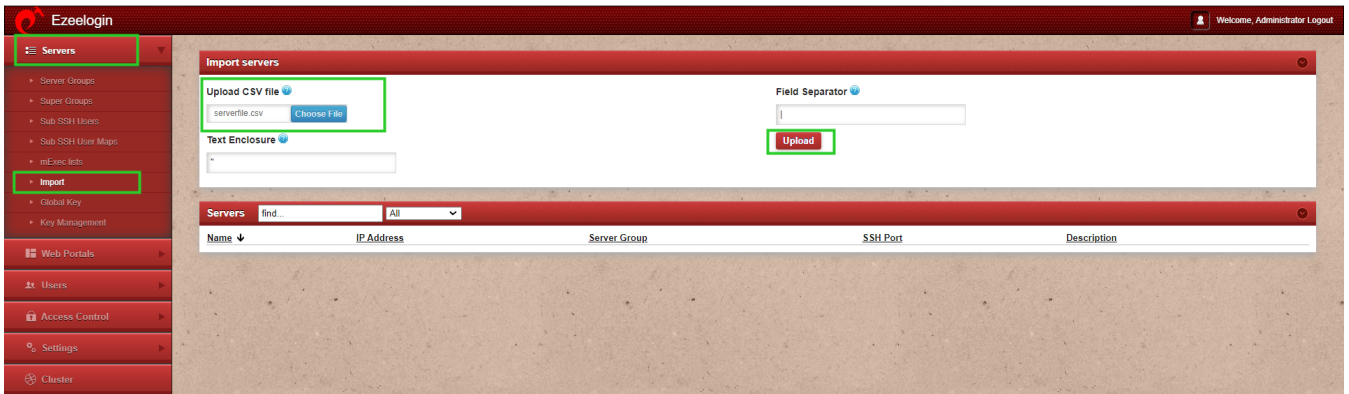 Ezeelogin
Welcome, Administrator Logout
Servers
Server Groups
Super Groups
Sub SSH Users
Sub SSH User Maps
mExec lists
Import
Global Key
Key Management
Web Portals
Users
Access Control
Settings
Cluster
Import servers
Upload CSV file
serverfile.csv Choose File
Field Separator
|
Text Enclosure
"
Upload
Servers find... All
Name IP Address Server Group SSH Port Description